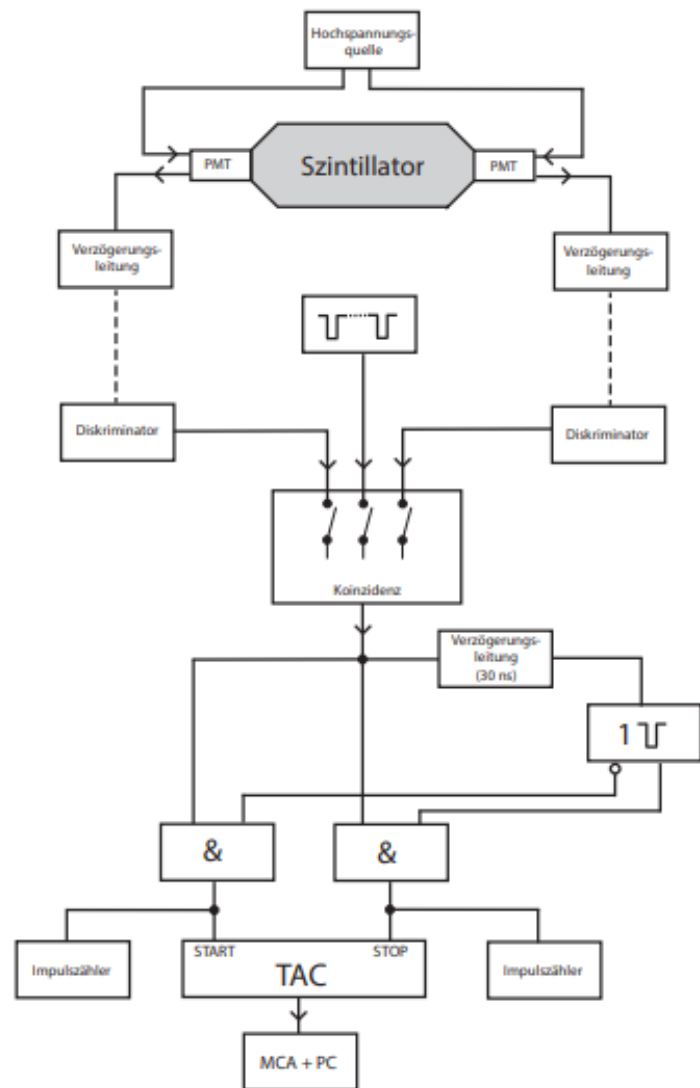 Hochspannungs-
quelle
PMT
Szintillator
PMT
Verzögerungs-
leitung
Verzögerungs-
leitung
Diskriminator
Diskriminator
Koinzidenz
Verzögerungs-
leitung
(30 ns)
1
&
&
Impulszähler
START
STOP
TAC
Impulszähler
MCA + PC